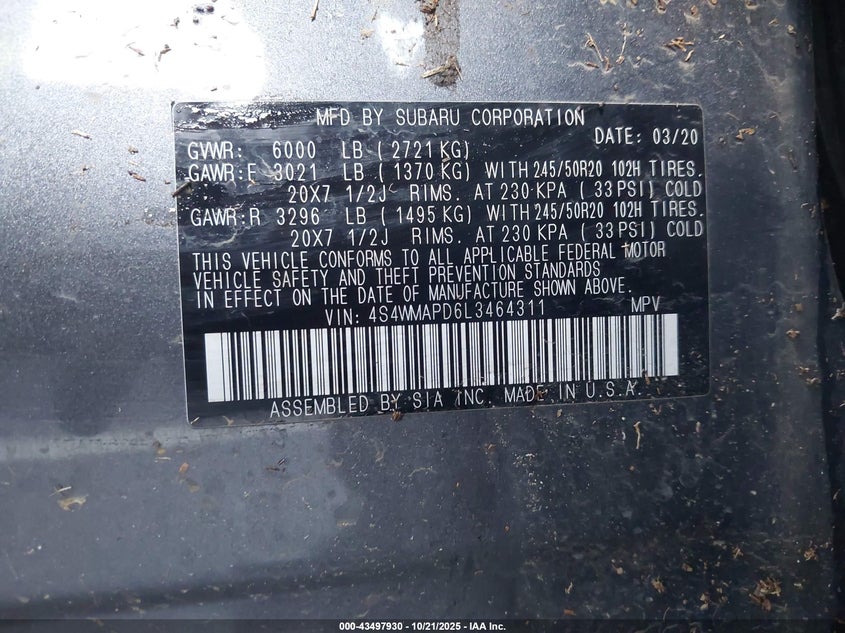 MFD BY SUBARU CORPORATION
DATE: 03/20
GVWR: 6000 LB ( 2721 KG)
GAWR:F 3021 LB ( 1370 KG) WITH 245/50R20 102H TIRES.
20X7 1/2J RIMS. AT 230 KPA ( 33 PSI) COLD
GAWR:R 3296 LB ( 1495 KG) WITH 245/50R20 102H TIRES.
20X7 1/2J RIMS. AT 230 KPA ( 33 PSI) COLD
THIS VEHICLE CONFORMS TO ALL APPLICABLE FEDERAL MOTOR
VEHICLE SAFETY AND THEFT PREVENTION STANDARDS
IN EFFECT ON THE DATE OF MANUFACTURE SHOWN ABOVE.
VIN: 4S4WMAPD6L3464311 MPV
ASSEMBLED BY SIA INC. MADE IN U.S.A.
000-43497930 - 10/21/2025 - IAA Inc.